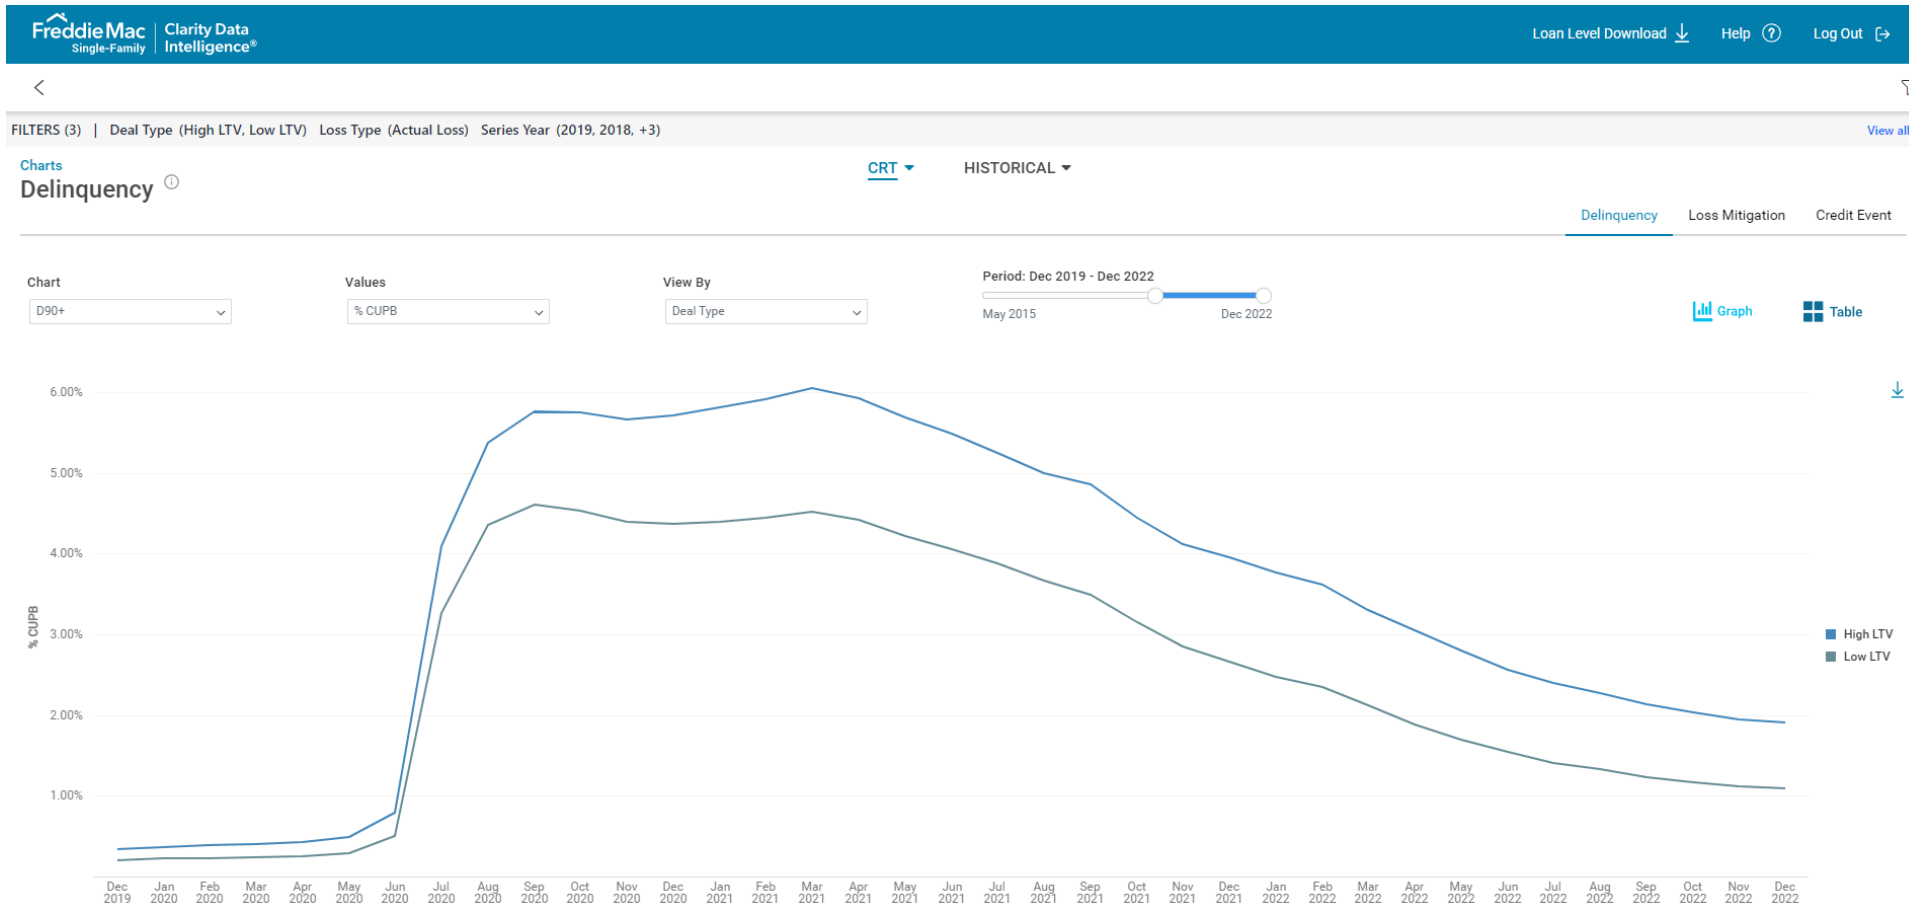 FreddieMac
Single-Family
Clarity Data
Intelligence®
Loan Level Download
Help ?
Log Out
FILTERS (3) | Deal Type (High LTV, Low LTV) Loss Type (Actual Loss) Series Year (2019, 2018, +3)
View all
Charts
Delinquency
CRT
HISTORICAL
Delinquency Loss Mitigation Credit Event
Chart
D90+
Values
% CUPB
View By
Deal Type
Period: Dec 2019 - Dec 2022
May 2015 Dec 2022
Graph
Table
6.00%
5.00%
4.00%
3.00%
2.00%
1.00%
% CUPB
High LTV
Low LTV
Dec Jan Feb Mar Apr May Jun Jul Aug Sep Oct Nov Dec Jan Feb Mar Apr May Jun Jul Aug Sep Oct Nov Dec Jan Feb Mar Apr May Jun Jul Aug Sep Oct Nov Dec
2019 2020 2020 2020 2020 2020 2020 2020 2020 2020 2020 2020 2020 2021 2021 2021 2021 2021 2021 2021 2021 2021 2021 2021 2021 2022 2022 2022 2022 2022 2022 2022 2022 2022 2022 2022 2022